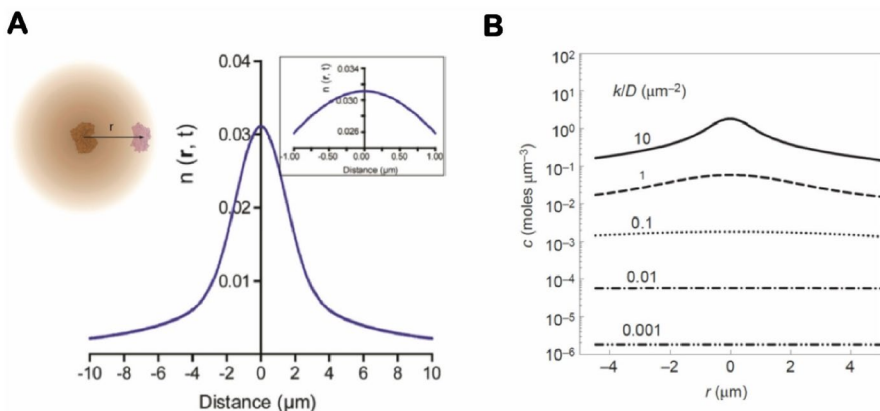 A
r
n (r, t)
0.04
0.03
0.02
0.01
-10 -8 -6 -4 -2 0 2 4 6 8 10
Distance (µm)
n (r, t)
0.034
0.030
0.026
-1.00 -0.50 0.00 0.50 1.00
Distance (µm)
B
c (moles µm⁻³)
10²
10¹
10⁰
10⁻¹
10⁻²
10⁻³
10⁻⁴
10⁻⁵
10⁻⁶
k/D (µm⁻²)
10
1
0.1
0.01
0.001
−4 −2 0 2 4
r (µm)